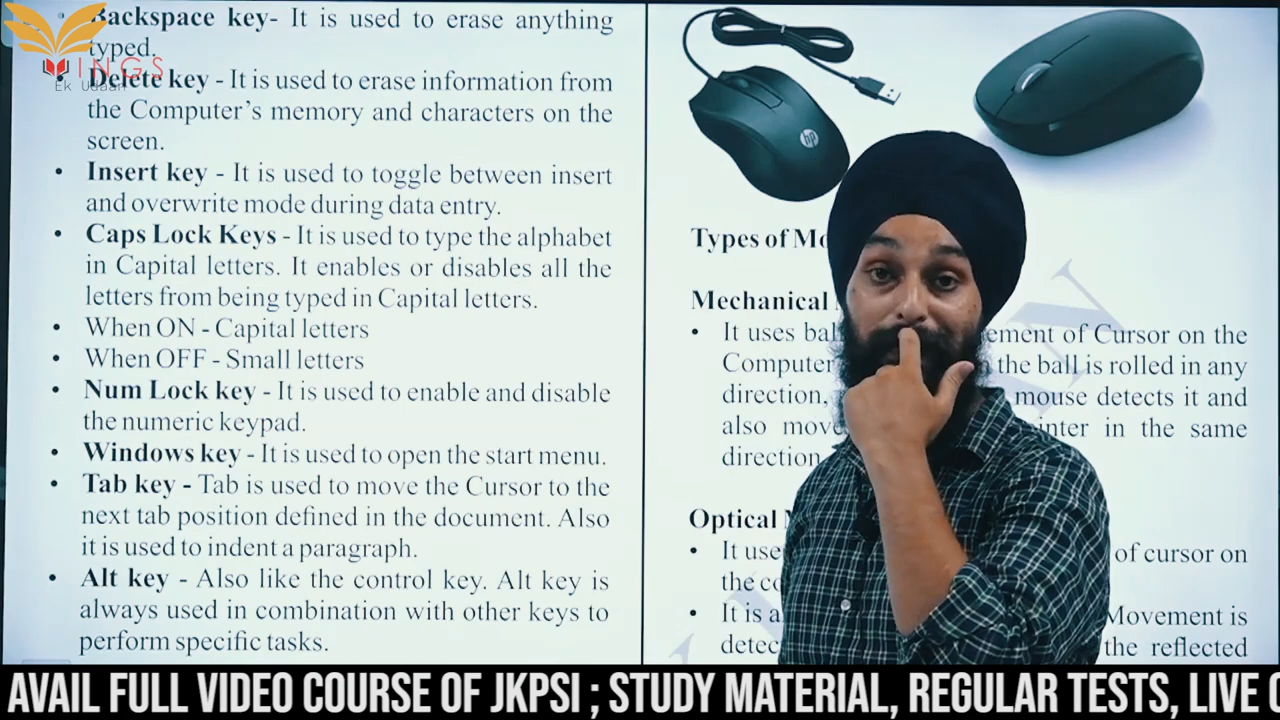 Backspace key- It is used to erase anything
typed.
WINGS
Ek Udaan
• Delete key - It is used to erase information from
the Computer's memory and characters on the
screen.
• Insert key - It is used to toggle between insert
and overwrite mode during data entry.
• Caps Lock Keys - It is used to type the alphabet
in Capital letters. It enables or disables all the
letters from being typed in Capital letters.
• When ON - Capital letters
• When OFF - Small letters
• Num Lock key - It is used to enable and disable
the numeric keypad.
• Windows key - It is used to open the start menu.
• Tab key - Tab is used to move the Cursor to the
next tab position defined in the document. Also
it is used to indent a paragraph.
• Alt key - Also like the control key. Alt key is
always used in combination with other keys to
perform specific tasks.
hp
Types of
Mechanical
• It uses of Cursor on the
Computer the ball is rolled in any
direction, mouse detects it and
also in the same
direction
Optical
• It of cursor on
the
• It is Movement is
the reflected
AVAIL FULL VIDEO COURSE OF JKPSI ; STUDY MATERIAL, REGULAR TESTS, LIVE